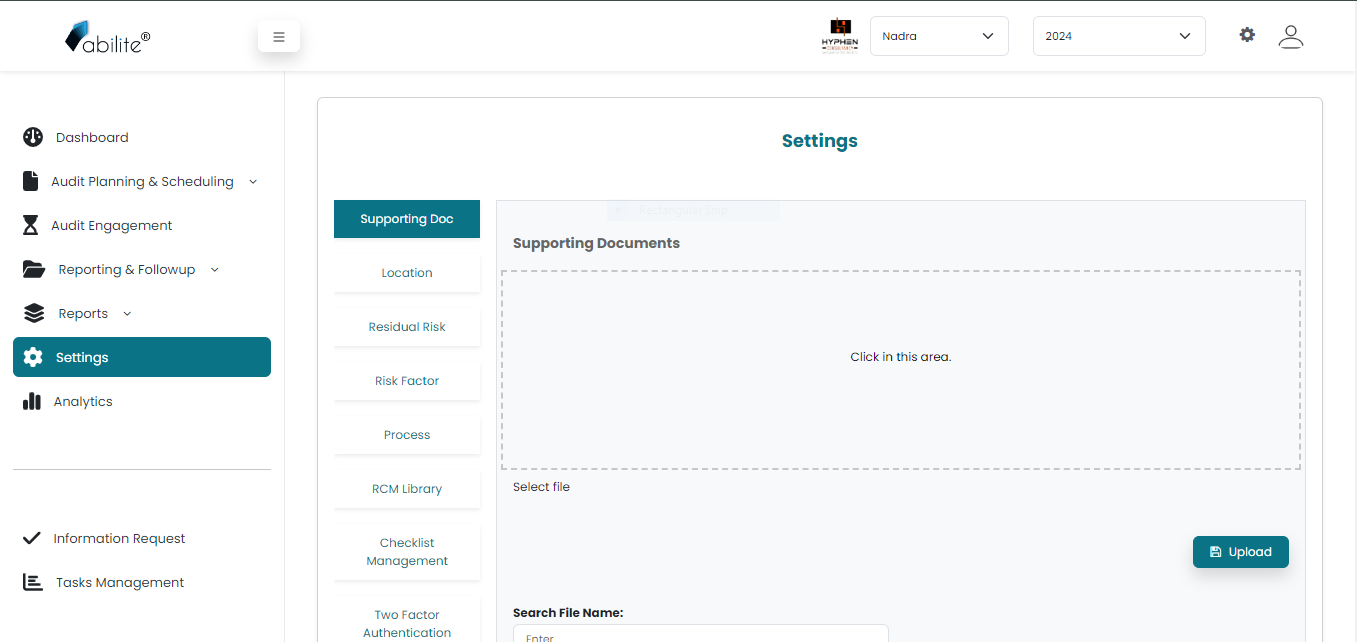 abilite®
HYPHEN
Nadra
2024
Dashboard
Audit Planning & Scheduling
Audit Engagement
Reporting & Followup
Reports
Settings
Analytics
Information Request
Tasks Management
Settings
Supporting Doc
Location
Residual Risk
Risk Factor
Process
RCM Library
Checklist
Management
Two Factor
Authentication
Rectangular Snip
Supporting Documents
Click in this area.
Select file
Upload
Search File Name:
Enter